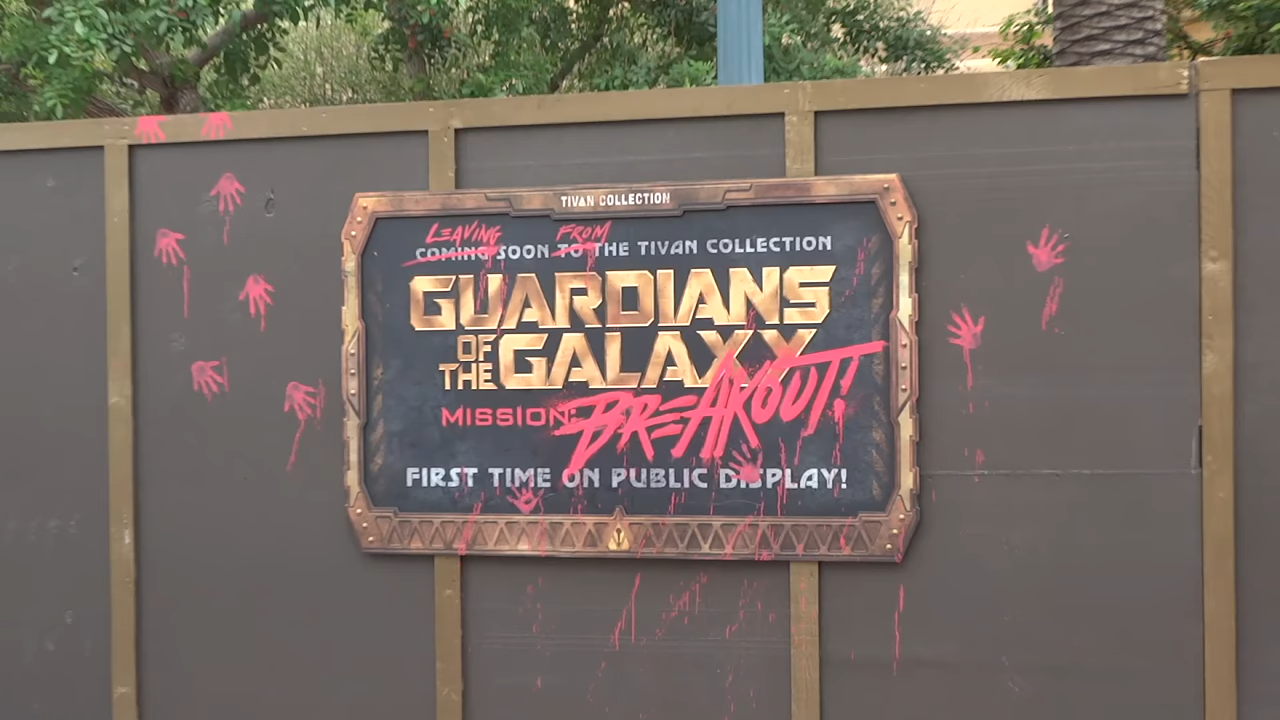 TIVAN COLLECTION
LEAVING FROM
COMING SOON TO THE TIVAN COLLECTION
GUARDIANS
OF THE GALAXY
MISSION: BREAKOUT!
FIRST TIME ON PUBLIC DISPLAY!